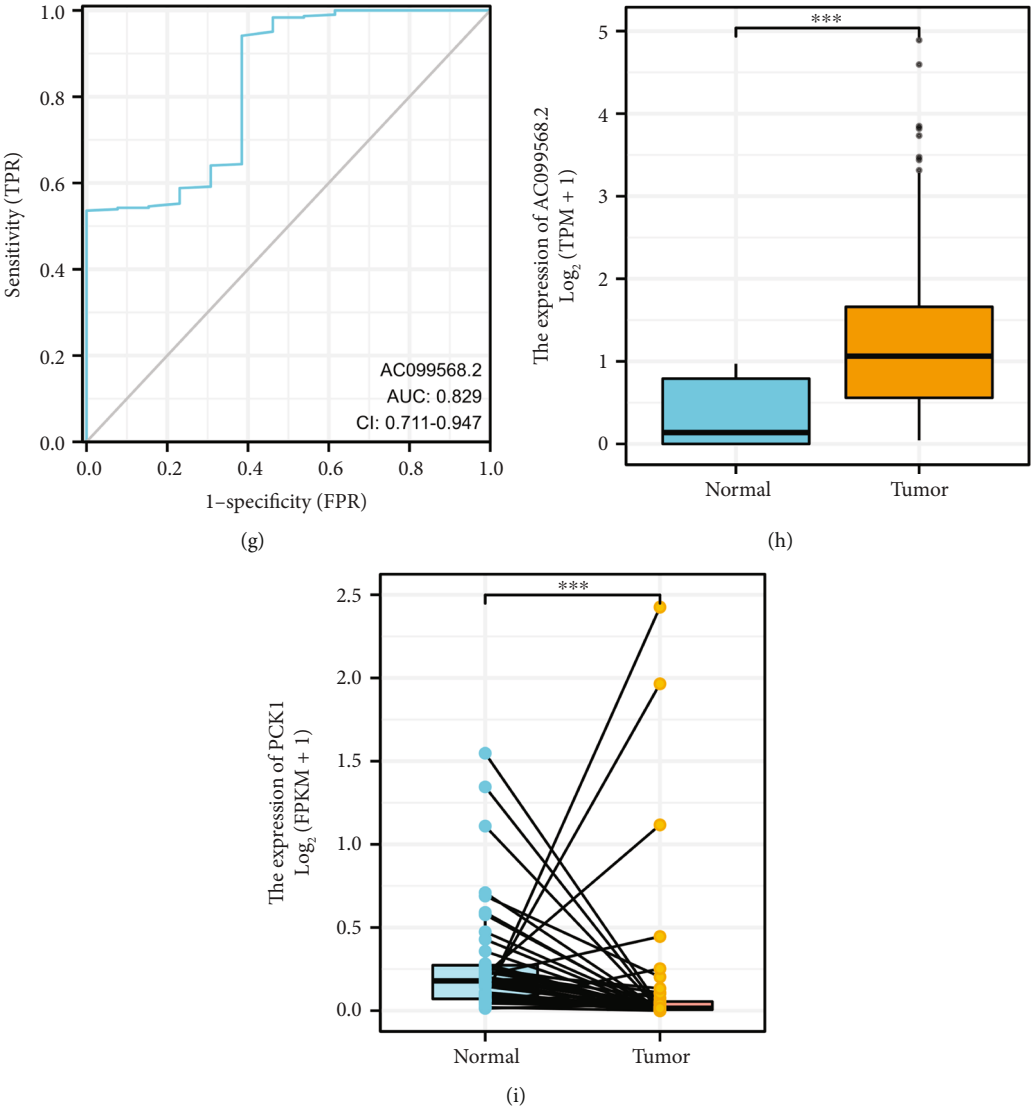 1.0
0.8
0.6
0.4
0.2
0.0
Sensitivity (TPR)
AC099568.2
AUC: 0.829
CI: 0.711-0.947
0.0 0.2 0.4 0.6 0.8 1.0
1–specificity (FPR)
(g)
***
5
4
3
2
1
0
The expression of AC099568.2
Log₂ (TPM + 1)
Normal Tumor
(h)
***
2.5
2.0
1.5
1.0
0.5
0.0
The expression of PCK1
Log₂ (FPKM + 1)
Normal Tumor
(i)